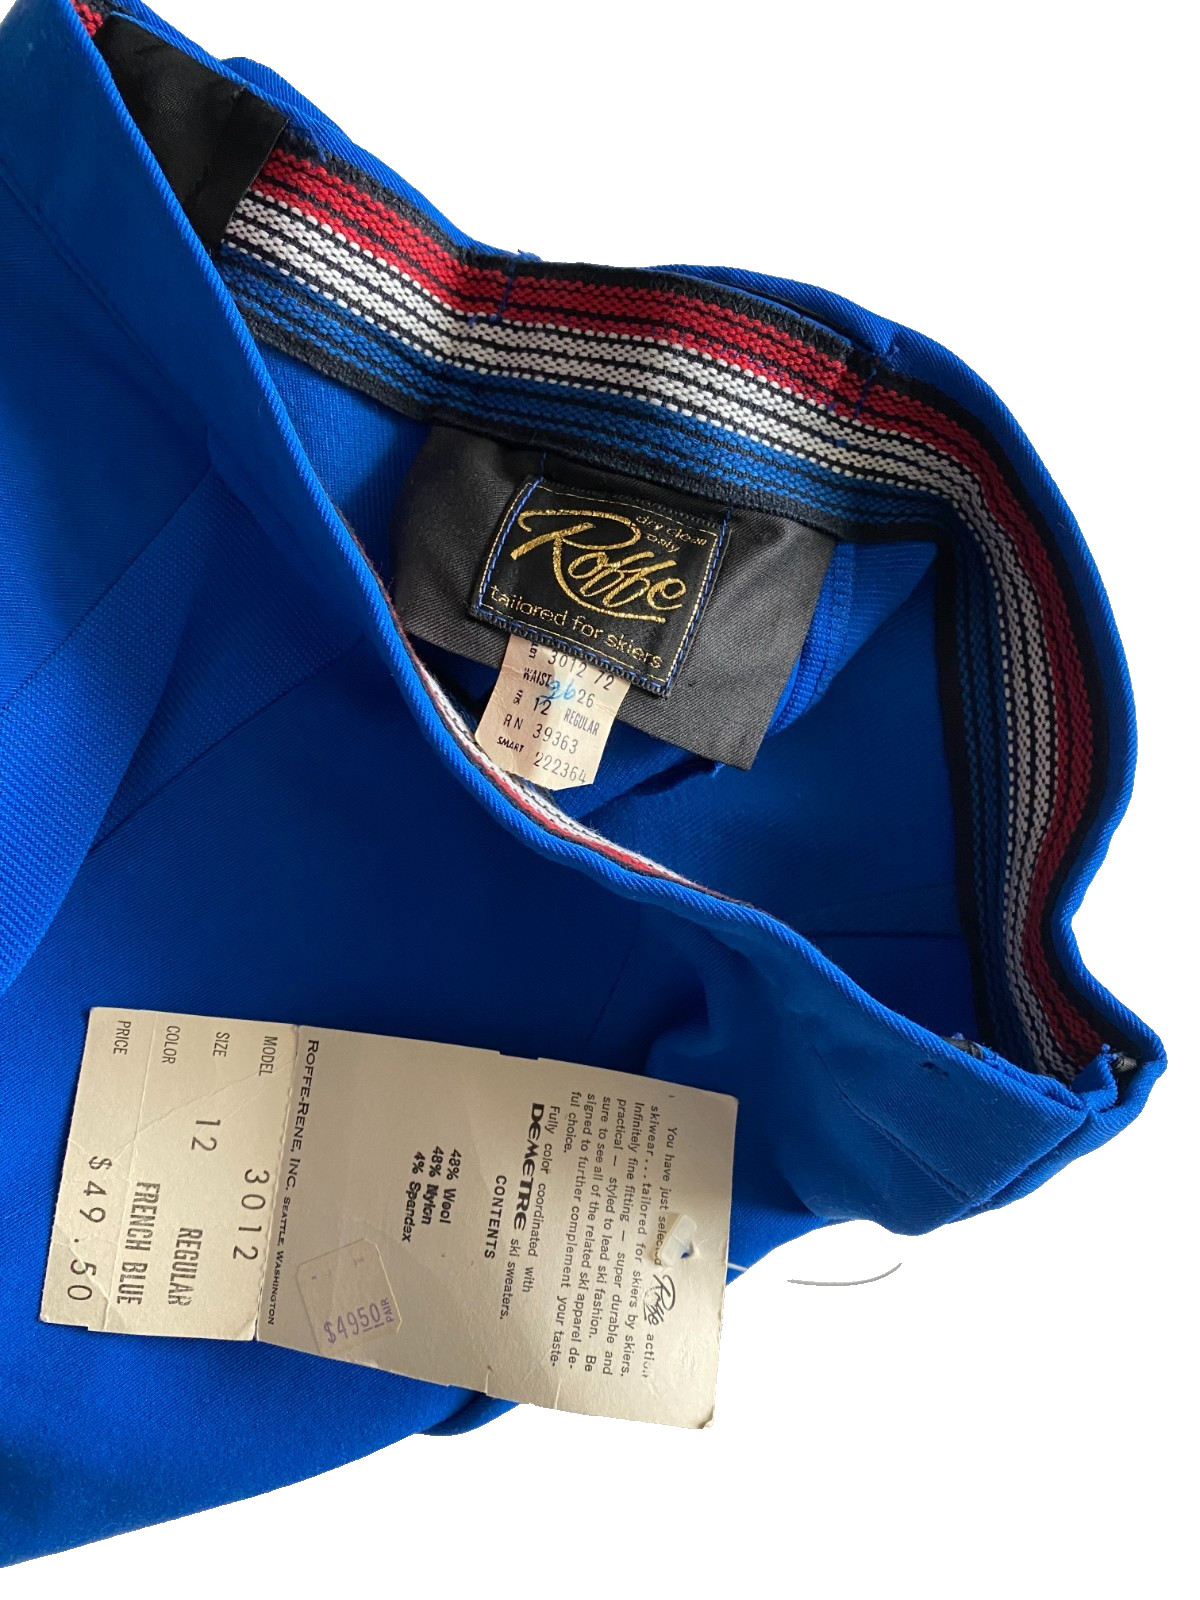 dry clean
only
Roffe
tailored for skiers
3012 72
WAIST 26 26
12 REGULAR
RN 39363
SMART 222364
You have just selected Roffe action
skiwear...tailored for skiers by skiers.
Infinitely fine fitting — super durable and
practical — styled to lead ski fashion. Be
sure to see all of the related ski apparel de-
signed to further complement your taste-
ful choice.
Fully color coordinated with
DEMETRE ski sweaters.
CONTENTS
48% Wool
48% Nylon
4% Spandex
$4950 PAIR
ROFFE-RENE, INC. SEATTLE, WASHINGTON
MODEL 3012
SIZE 12 REGULAR
COLOR FRENCH BLUE
PRICE $49.50